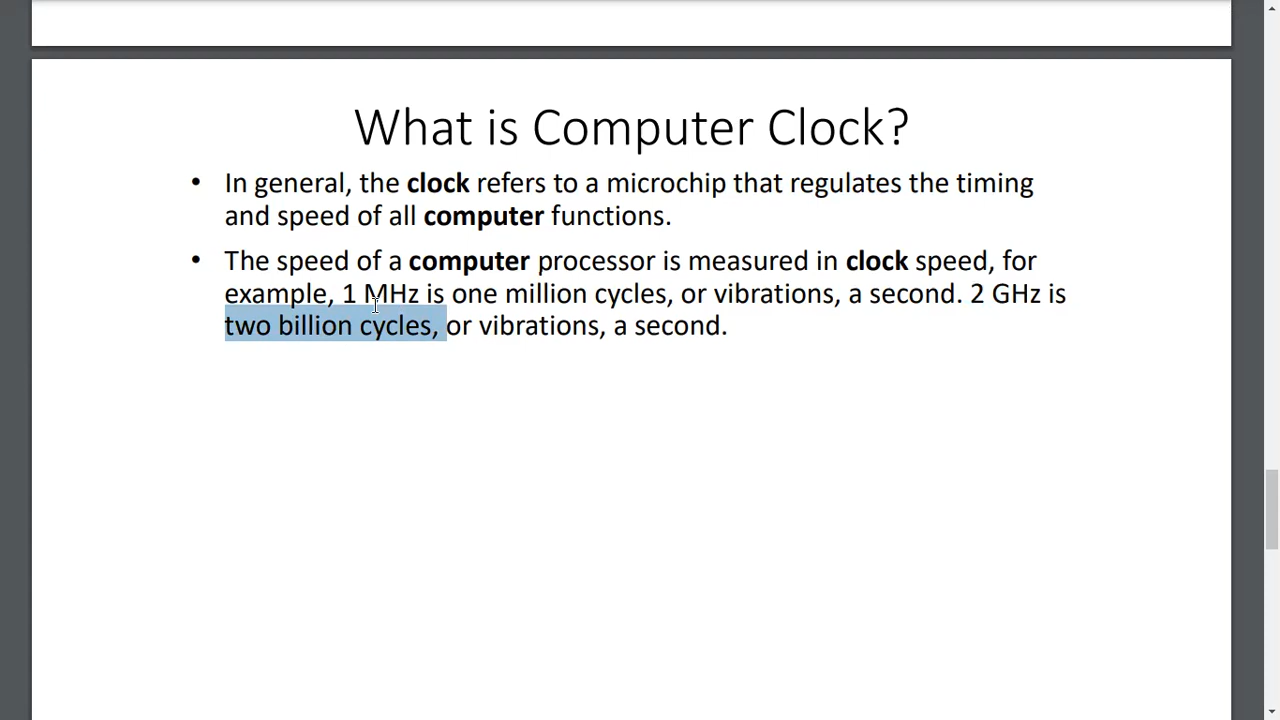 What is Computer Clock?
• In general, the clock refers to a microchip that regulates the timing
and speed of all computer functions.
• The speed of a computer processor is measured in clock speed, for
example, 1 MHz is one million cycles, or vibrations, a second. 2 GHz is
two billion cycles, or vibrations, a second.